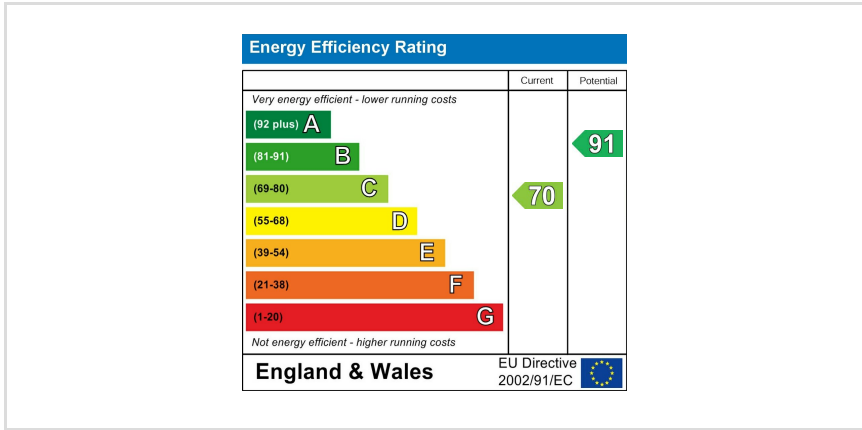 Energy Efficiency Rating
Current Potential
Very energy efficient - lower running costs
(92 plus) A
(81-91) B
91
(69-80) C
70
(55-68) D
(39-54) E
(21-38) F
(1-20) G
Not energy efficient - higher running costs
England & Wales
EU Directive
2002/91/EC